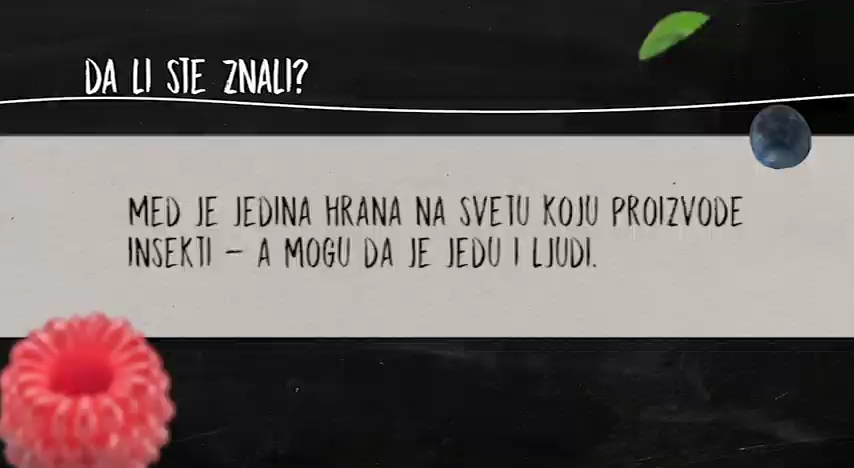 DA LI STE ZNALI?
MED JE JEDINA HRANA NA SVETU KOJU PROIZVODE
INSEKTI – A MOGU DA JE JEDU I LJUDI.